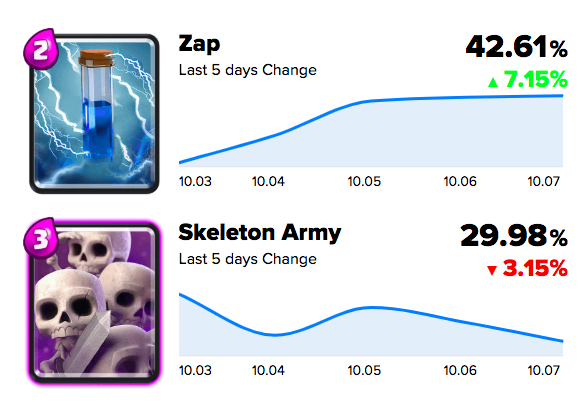 2
Zap
42.61%
Last 5 days Change
▲ 7.15%
10.03 10.04 10.05 10.06 10.07
3
Skeleton Army
29.98%
Last 5 days Change
▼ 3.15%
10.03 10.04 10.05 10.06 10.07